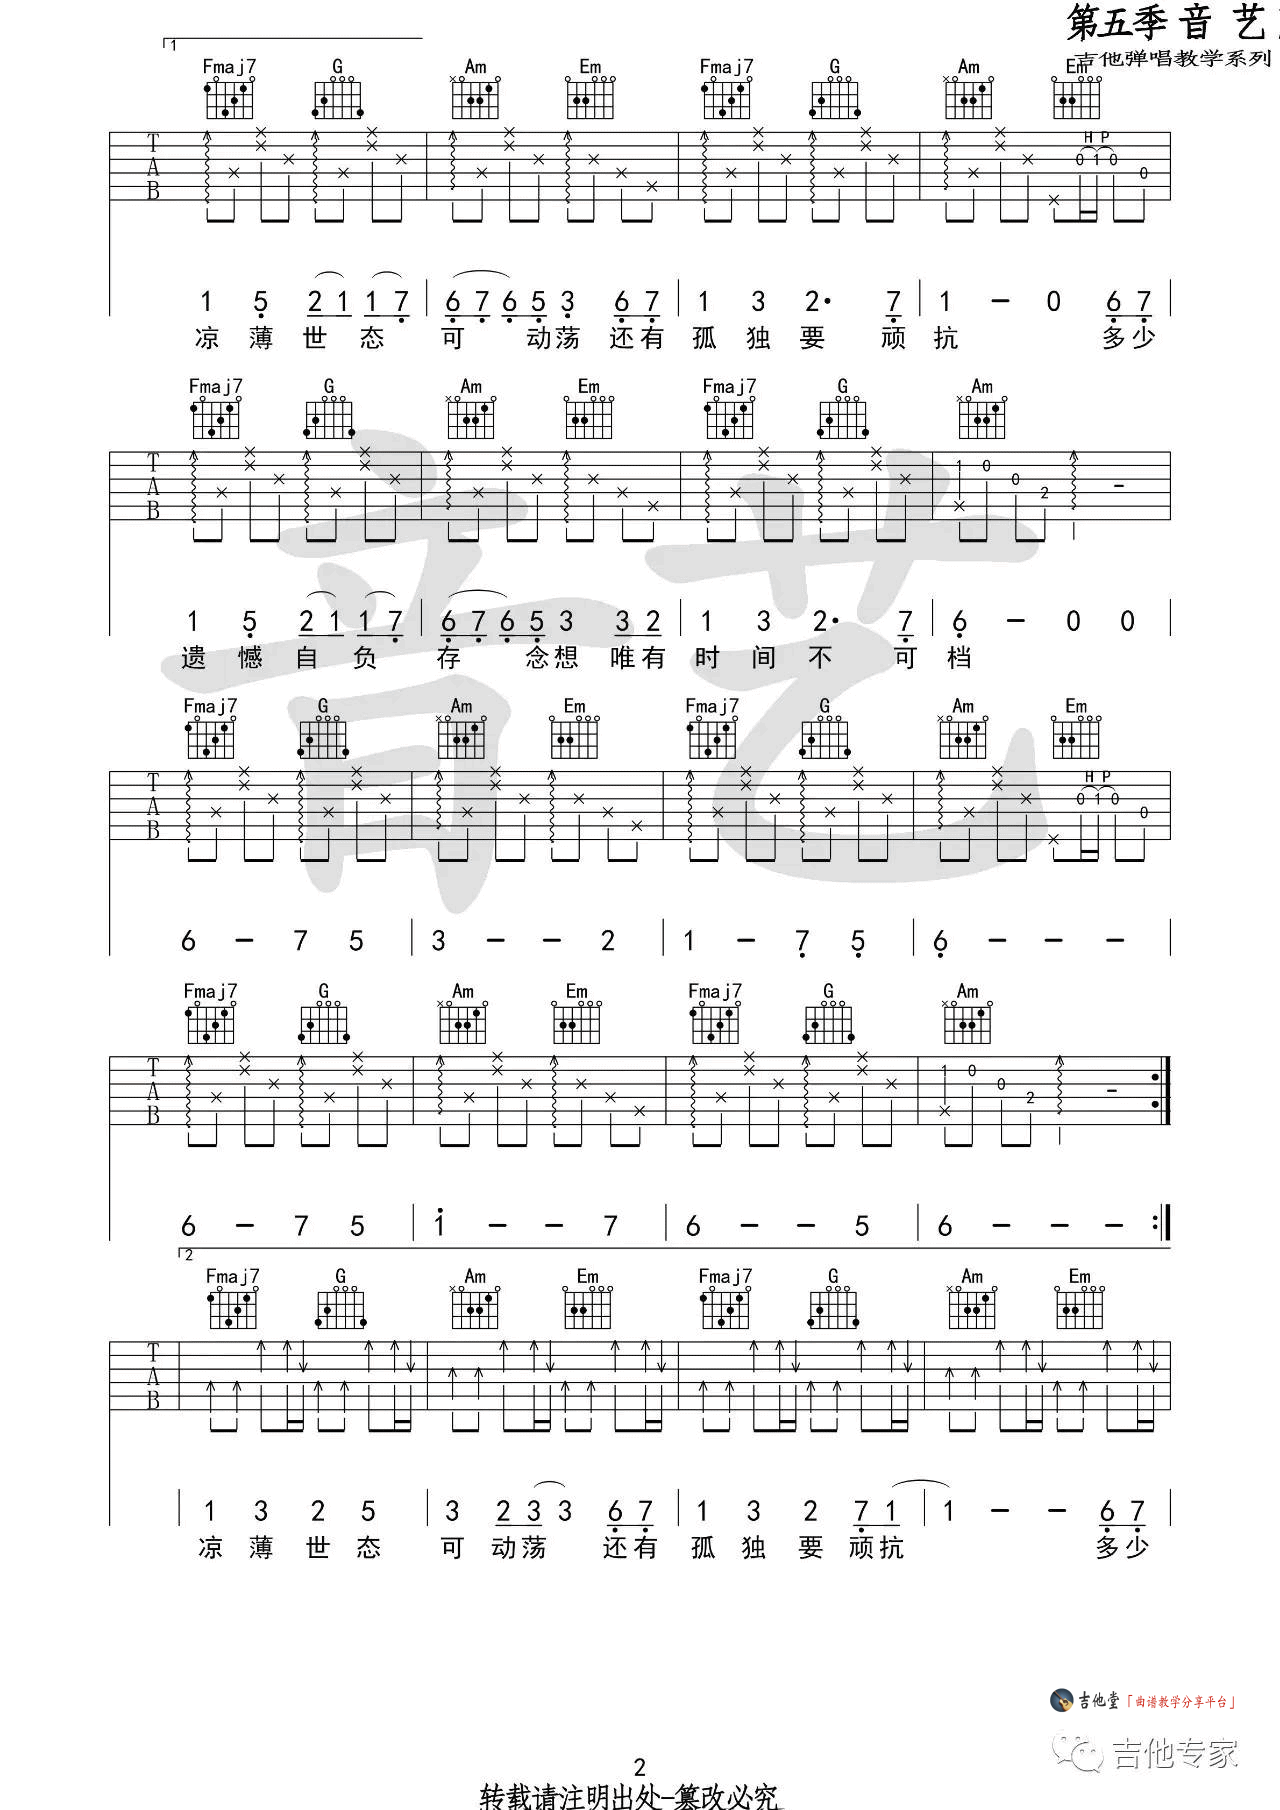 第五季 音 艺
吉他弹唱教学系列
1
Fmaj7 G Am Em Fmaj7 G Am Em
H P
T
A 0 1 0
B 0
1 5 2 1 1 7 6 7 6 5 3 6 7 1 3 2· 7 1 — 0 6 7
凉 薄 世 态 可 动荡 还有 孤 独 要 顽 抗 多少
Fmaj7 G Am Em Fmaj7 G Am
T 1 0
A 0 –
B 2
1 5 2 1 1 7 6 7 6 5 3 3 2 1 3 2· 7 6 — 0 0
遗 憾 自 负 存 念想 唯有 时 间 不 可 档
音艺
Fmaj7 G Am Em Fmaj7 G Am Em
H P
T
A 0 1 0
B 0
6 — 7 5 3 — — 2 1 — 7 5 6 — — —
Fmaj7 G Am Em Fmaj7 G Am
T 1 0
A 0 –
B 2
6 — 7 5 1 — — 7 6 — — 5 6 — — —
2
Fmaj7 G Am Em Fmaj7 G Am Em
T
A
B
1 3 2 5 3 2 3 3 6 7 1 3 2 7 1 1 — — 6 7
凉 薄 世 态 可 动荡 还有 孤 独 要 顽抗 多少
吉他堂「曲谱教学分享平台」
吉他专家
2
转载请注明出处-篡改必究